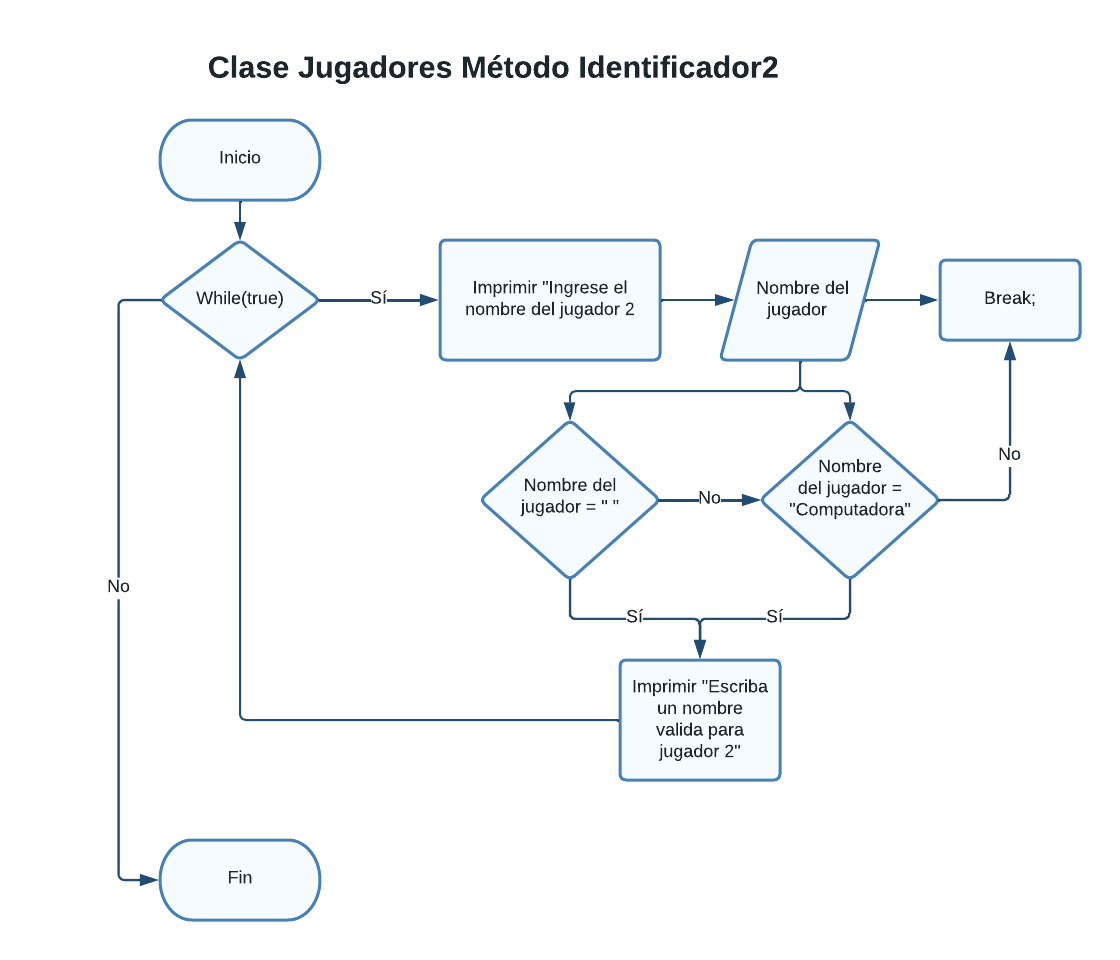 Clase Jugadores Método Identificador2
Inicio
While(true)
Sí
Imprimir "Ingrese el
nombre del jugador 2
Nombre del
jugador
Break;
Nombre del
jugador = " "
No
Nombre
del jugador =
"Computadora"
No
Sí
Sí
Imprimir "Escriba
un nombre
valida para
jugador 2"
No
Fin